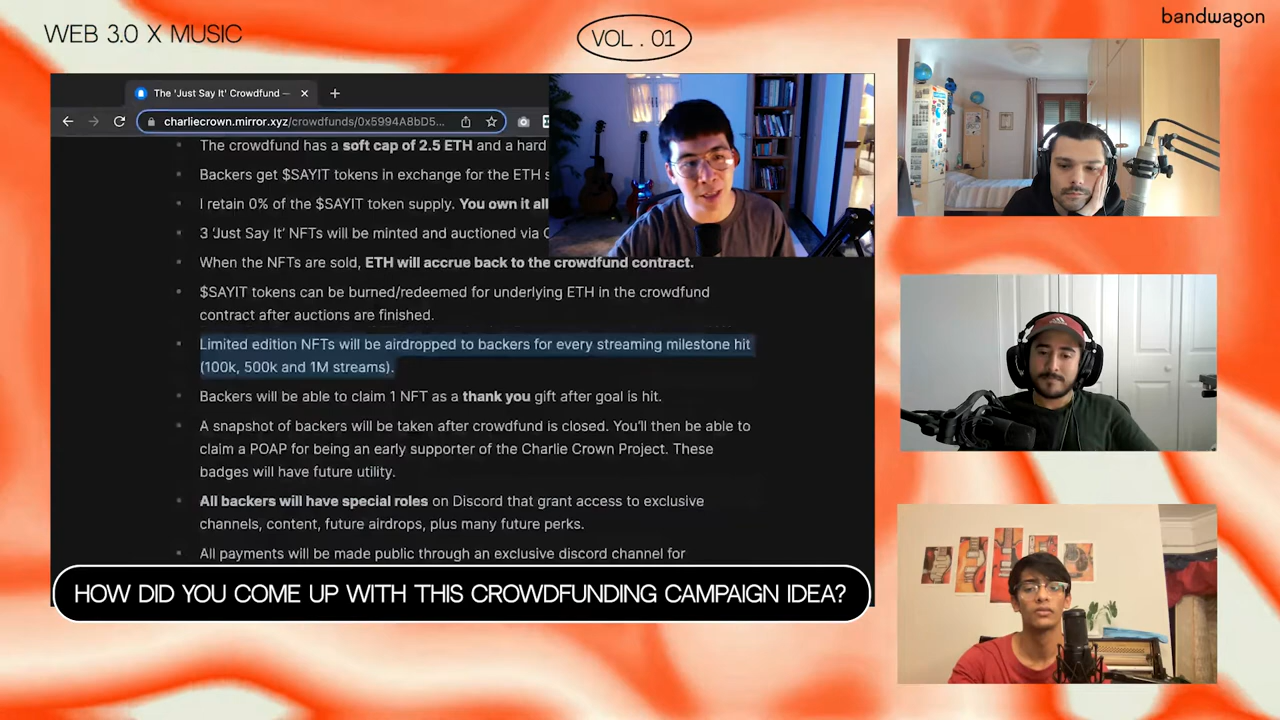 WEB 3.0 X MUSIC
VOL . 01
bandwagon
The 'Just Say It' Crowdfund —
charliecrown.mirror.xyz/crowdfunds/0xC994A8bD5...
The crowdfund has a soft cap of 2.5 ETH and a hard
Backers get $SAYIT tokens in exchange for the ETH s
I retain 0% of the $SAYIT token supply. You own it all
3 'Just Say It' NFTs will be minted and auctioned via
When the NFTs are sold, ETH will accrue back to the crowdfund contract.
$SAYIT tokens can be burned/redeemed for underlying ETH in the crowdfund
contract after auctions are finished.
Limited edition NFTs will be airdropped to backers for every streaming milestone hit
(100k, 500k and 1M streams).
Backers will be able to claim 1 NFT as a thank you gift after goal is hit.
A snapshot of backers will be taken after crowdfund is closed. You'll then be able to
claim a POAP for being an early supporter of the Charlie Crown Project. These
badges will have future utility.
All backers will have special roles on Discord that grant access to exclusive
channels, content, future airdrops, plus many future perks.
All payments will be made public through an exclusive discord channel for
HOW DID YOU COME UP WITH THIS CROWDFUNDING CAMPAIGN IDEA?